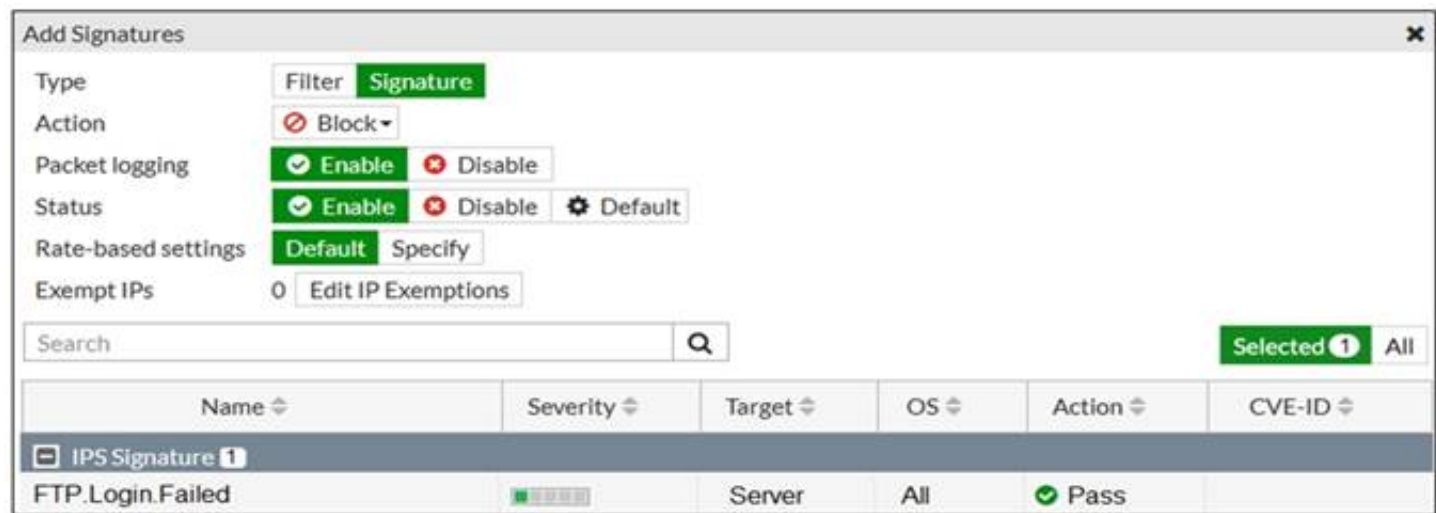 Add Signatures
Type Filter Signature
Action Block
Packet logging Enable Disable
Status Enable Disable Default
Rate-based settings Default Specify
Exempt IPs 0 Edit IP Exemptions
Search Selected 1 All
Name Severity Target OS Action CVE-ID
IPS Signature 1
FTP.Login.Failed Server All Pass